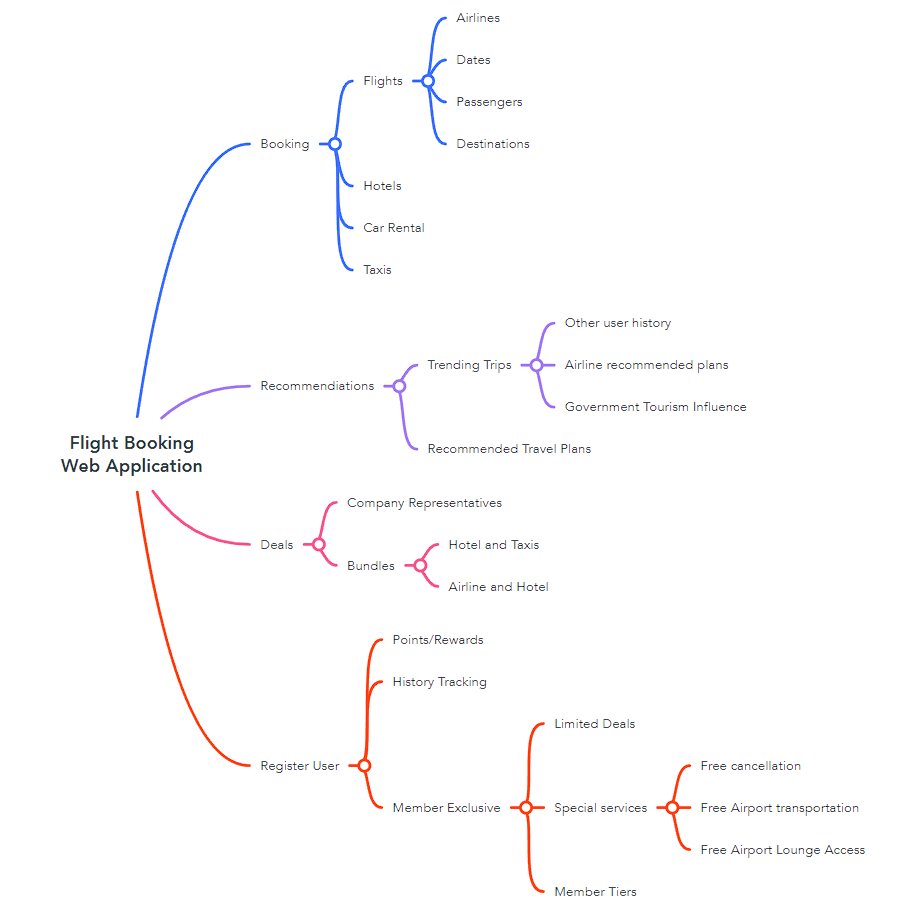 Flight Booking
Web Application
Booking
Flights
Airlines
Dates
Passengers
Destinations
Hotels
Car Rental
Taxis
Recommendiations
Trending Trips
Other user history
Airline recommended plans
Government Tourism Influence
Recommended Travel Plans
Deals
Company Representatives
Bundles
Hotel and Taxis
Airline and Hotel
Register User
Points/Rewards
History Tracking
Member Exclusive
Limited Deals
Special services
Free cancellation
Free Airport transportation
Free Airport Lounge Access
Member Tiers